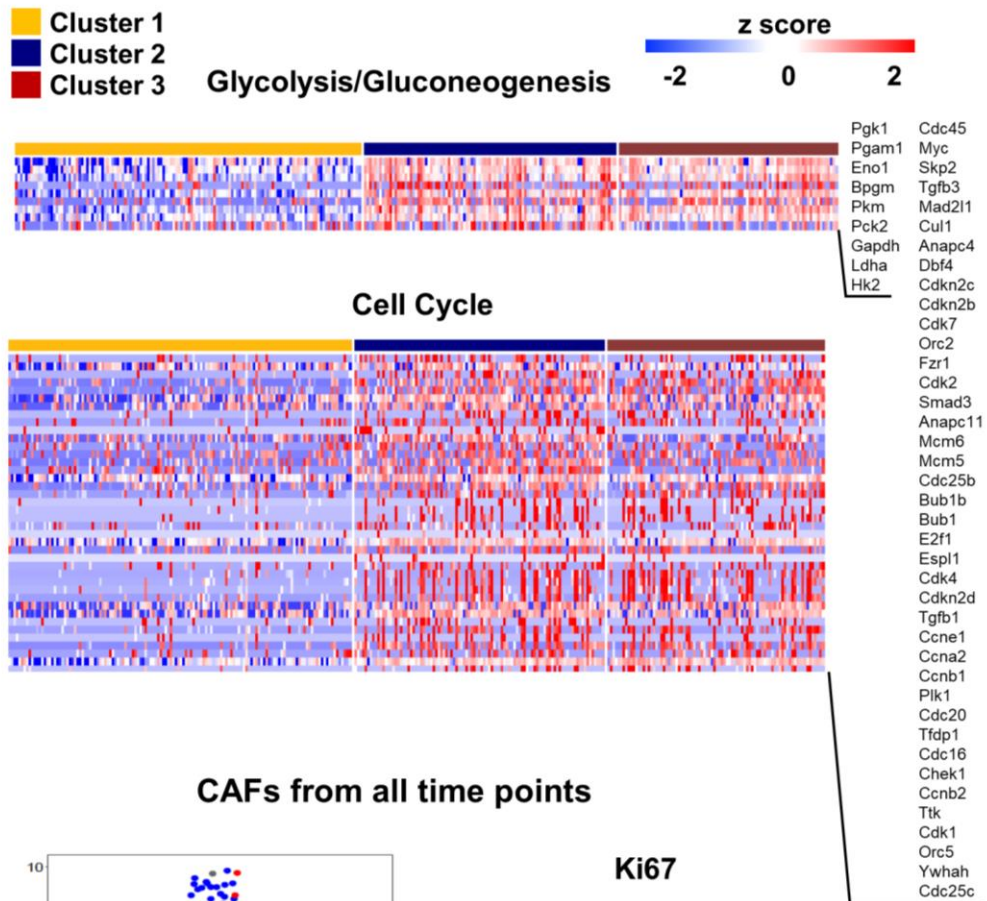 Cluster 1
Cluster 2
Cluster 3
z score
-2 0 2
Glycolysis/Gluconeogenesis
Pgk1
Pgam1
Eno1
Bpgm
Pkm
Pck2
Gapdh
Ldha
Hk2
Cell Cycle
Cdc45
Myc
Skp2
Tgfb3
Mad2l1
Cul1
Anapc4
Dbf4
Cdkn2c
Cdkn2b
Cdk7
Orc2
Fzr1
Cdk2
Smad3
Anapc11
Mcm6
Mcm5
Cdc25b
Bub1b
Bub1
E2f1
Espl1
Cdk4
Cdkn2d
Tgfb1
Ccne1
Ccna2
Ccnb1
Plk1
Cdc20
Tfdp1
Cdc16
Chek1
Ccnb2
Ttk
Cdk1
Orc5
Ywhah
Cdc25c
CAFs from all time points
10
Ki67